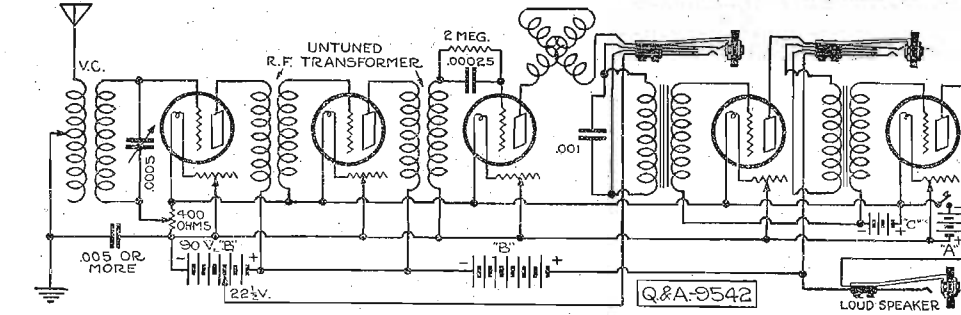 V.C.
UNTUNED
R.F. TRANSFORMER
2 MEG.
.00025
.0005
.001
400
OHMS
.005 OR
MORE
90 V. "B"
- +
22½V.
"B"
- +
"C"
- +
"A" +
Q.&A-9542
LOUD SPEAKER